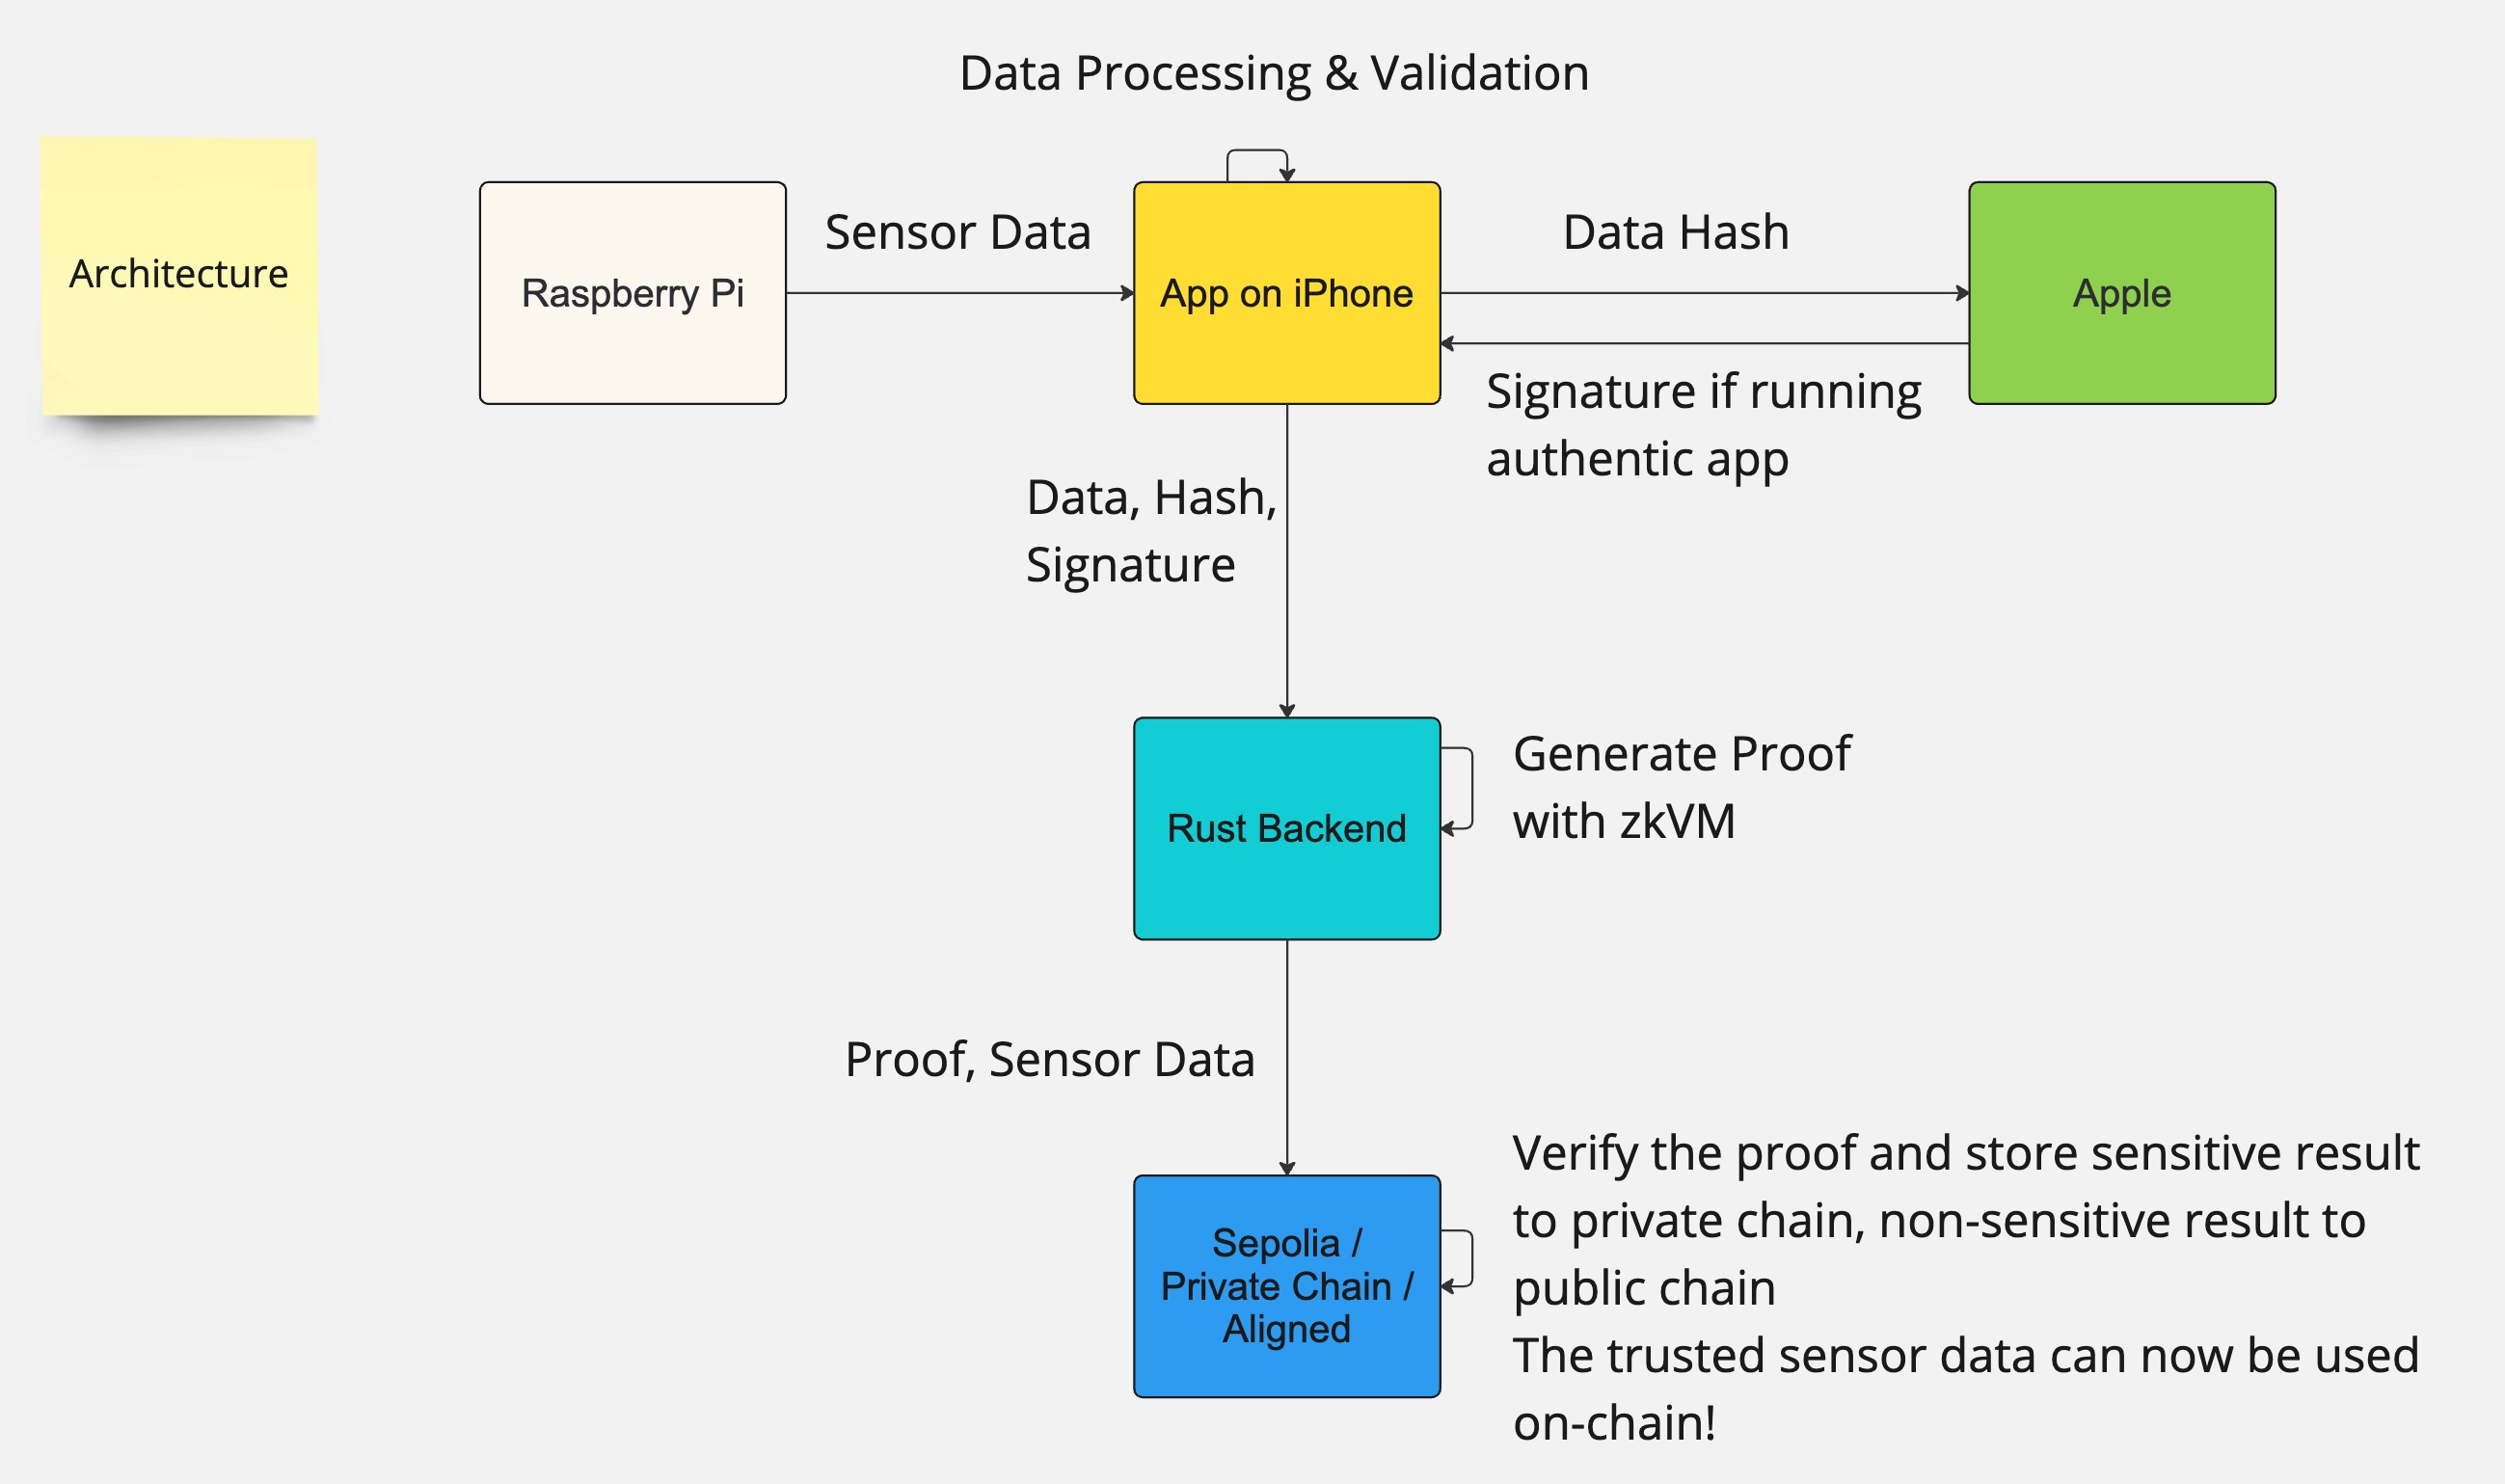 Data Processing & Validation
Architecture
Raspberry Pi
Sensor Data
App on iPhone
Data Hash
Apple
Signature if running
authentic app
Data, Hash,
Signature
Rust Backend
Generate Proof
with zkVM
Proof, Sensor Data
Sepolia /
Private Chain /
Aligned
Verify the proof and store sensitive result
to private chain, non-sensitive result to
public chain
The trusted sensor data can now be used
on-chain!